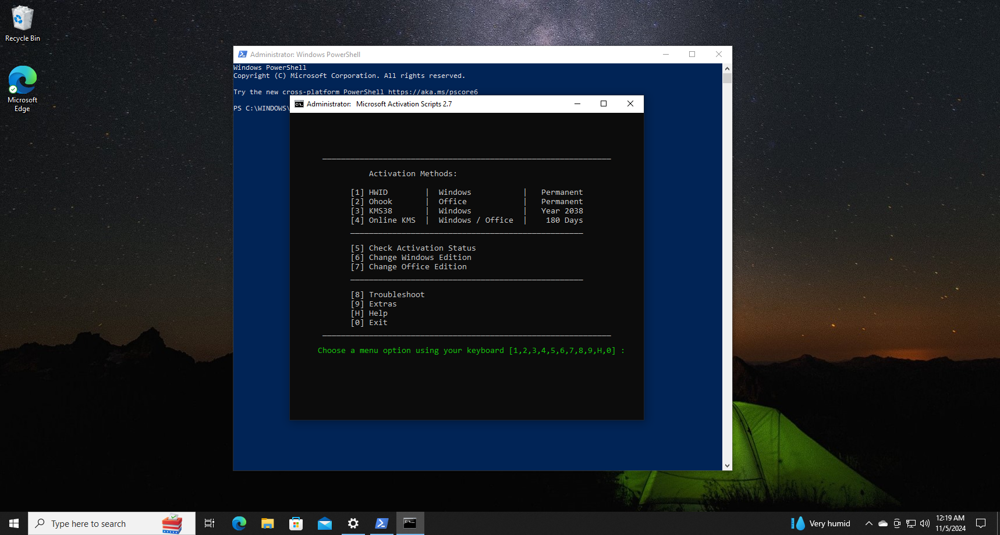 Recycle Bin
Microsoft
Edge
Administrator: Windows PowerShell
Windows PowerShell
Copyright (C) Microsoft Corporation. All rights reserved.
Try the new cross-platform PowerShell https://aka.ms/pscore6
PS C:\WINDOWS\
Administrator: Microsoft Activation Scripts 2.7
Activation Methods:
[1] HWID | Windows | Permanent
[2] Ohook | Office | Permanent
[3] KMS38 | Windows | Year 2038
[4] Online KMS | Windows / Office | 180 Days
[5] Check Activation Status
[6] Change Windows Edition
[7] Change Office Edition
[8] Troubleshoot
[9] Extras
[H] Help
[0] Exit
Choose a menu option using your keyboard [1,2,3,4,5,6,7,8,9,H,0] :
Type here to search
Very humid
12:19 AM
11/5/2024